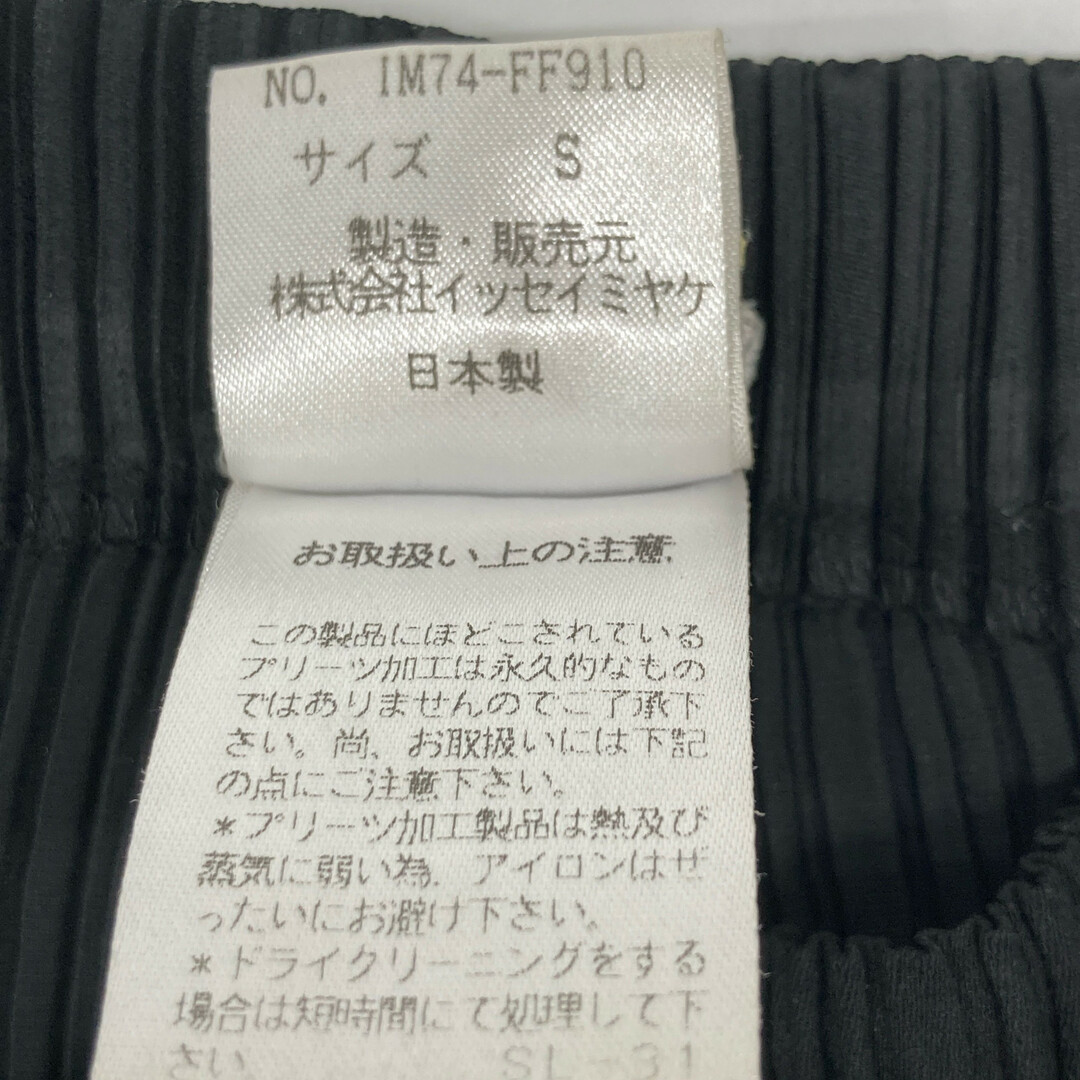 NO. IM74-FF910
サイズ S
製造・販売元
株式会社イッセイミヤケ
日本製
お取扱い上の注意
この製品にほどこされている
プリーツ加工は永久的なもの
ではありませんのでご了承下
さい。尚、お取扱いには下記
の点にご注意下さい。
*プリーツ加工製品は熱及び
蒸気に弱い為、アイロンはぜ
ったいにお避け下さい。
*ドライクリーニングをする
場合は短時間にて処理して下
さい。 SL-31